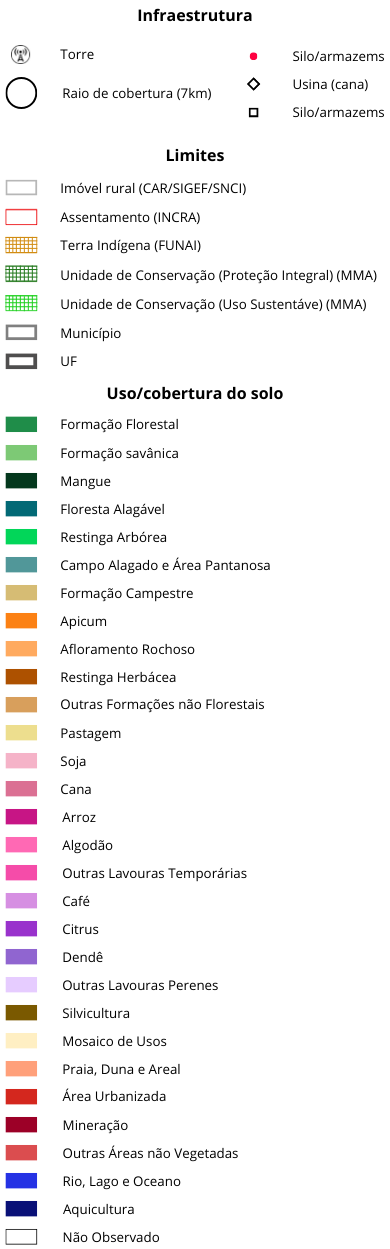 Infraestrutura
Torre
Raio de cobertura (7km)
Silo/armazems
Usina (cana)
Silo/armazems
Limites
Imóvel rural (CAR/SIGEF/SNCI)
Assentamento (INCRA)
Terra Indígena (FUNAI)
Unidade de Conservação (Proteção Integral) (MMA)
Unidade de Conservação (Uso Sustentáve) (MMA)
Município
UF
Uso/cobertura do solo
Formação Florestal
Formação savânica
Mangue
Floresta Alagável
Restinga Arbórea
Campo Alagado e Área Pantanosa
Formação Campestre
Apicum
Afloramento Rochoso
Restinga Herbácea
Outras Formações não Florestais
Pastagem
Soja
Cana
Arroz
Algodão
Outras Lavouras Temporárias
Café
Citrus
Dendê
Outras Lavouras Perenes
Silvicultura
Mosaico de Usos
Praia, Duna e Areal
Área Urbanizada
Mineração
Outras Áreas não Vegetadas
Rio, Lago e Oceano
Aquicultura
Não Observado